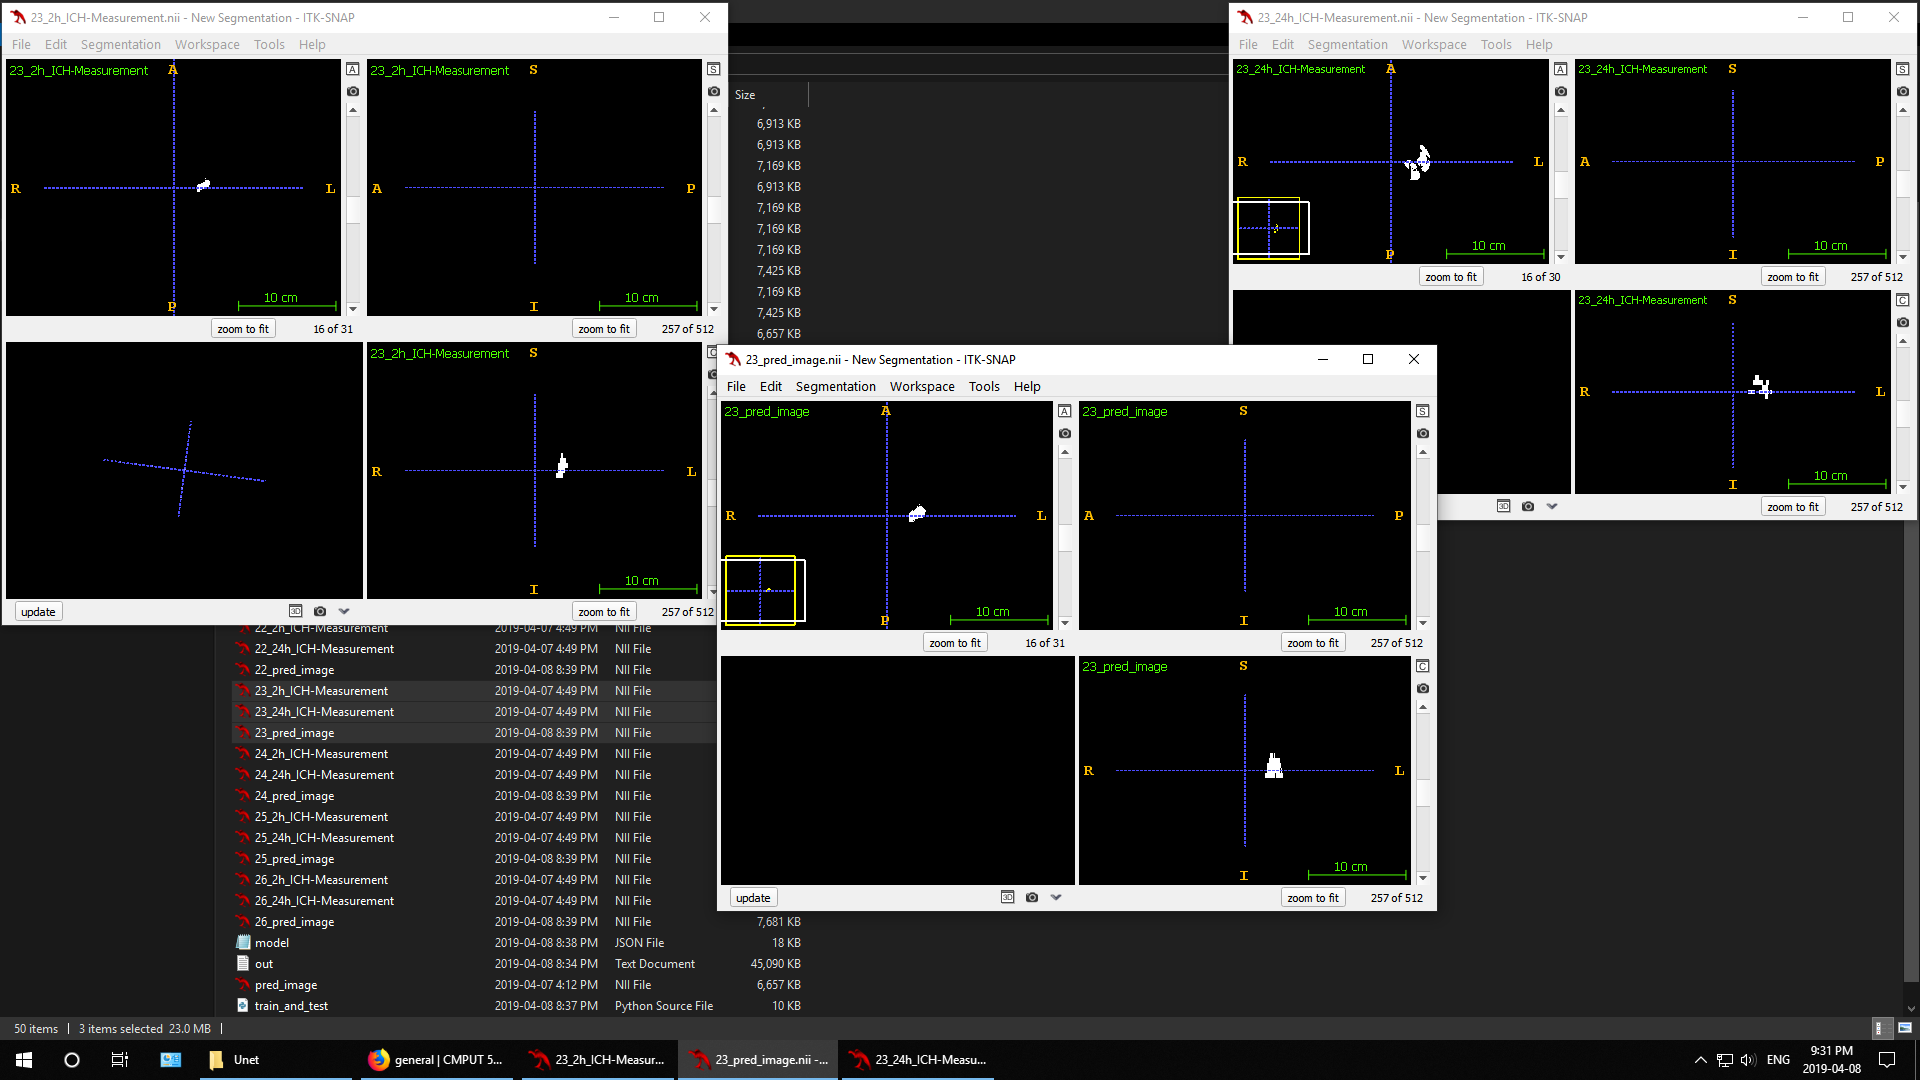 23_2h_ICH-Measurement.nii - New Segmentation - ITK-SNAP
File Edit Segmentation Workspace Tools Help
23_2h_ICH-Measurement
A
R
L
P
10 cm
zoom to fit
16 of 31
A
23_2h_ICH-Measurement
S
A
P
I
10 cm
zoom to fit
257 of 512
S
update
3D
23_2h_ICH-Measurement
S
R
L
I
10 cm
zoom to fit
257 of 512
Size
6,913 KB
6,913 KB
7,169 KB
6,913 KB
7,169 KB
7,169 KB
7,169 KB
7,425 KB
7,169 KB
7,425 KB
6,657 KB
23_24h_ICH-Measurement.nii - New Segmentation - ITK-SNAP
File Edit Segmentation Workspace Tools Help
23_24h_ICH-Measurement
A
R
L
P
10 cm
zoom to fit
16 of 30
A
23_24h_ICH-Measurement
S
A
P
I
10 cm
zoom to fit
257 of 512
S
23_24h_ICH-Measurement
S
R
L
I
10 cm
3D
zoom to fit
257 of 512
C
23_pred_image.nii - New Segmentation - ITK-SNAP
File Edit Segmentation Workspace Tools Help
23_pred_image
A
R
L
P
10 cm
zoom to fit
16 of 31
A
23_pred_image
S
A
P
I
10 cm
zoom to fit
257 of 512
S
update
3D
23_pred_image
S
R
L
I
10 cm
zoom to fit
257 of 512
C
22_2h_ICH-Measurement 2019-04-07 4:49 PM NII File
22_24h_ICH-Measurement 2019-04-07 4:49 PM NII File
22_pred_image 2019-04-08 8:39 PM NII File
23_2h_ICH-Measurement 2019-04-07 4:49 PM NII File
23_24h_ICH-Measurement 2019-04-07 4:49 PM NII File
23_pred_image 2019-04-08 8:39 PM NII File
24_2h_ICH-Measurement 2019-04-07 4:49 PM NII File
24_24h_ICH-Measurement 2019-04-07 4:49 PM NII File
24_pred_image 2019-04-08 8:39 PM NII File
25_2h_ICH-Measurement 2019-04-07 4:49 PM NII File
25_24h_ICH-Measurement 2019-04-07 4:49 PM NII File
25_pred_image 2019-04-08 8:39 PM NII File
26_2h_ICH-Measurement 2019-04-07 4:49 PM NII File
26_24h_ICH-Measurement 2019-04-07 4:49 PM NII File
26_pred_image 2019-04-08 8:39 PM NII File 7,681 KB
model 2019-04-08 8:38 PM JSON File 18 KB
out 2019-04-08 8:34 PM Text Document 45,090 KB
pred_image 2019-04-07 4:12 PM NII File 6,657 KB
train_and_test 2019-04-08 8:37 PM Python Source File 10 KB
50 items 3 items selected 23.0 MB
Unet
general | CMPUT 5...
23_2h_ICH-Measur...
23_pred_image.nii -...
23_24h_ICH-Measu...
ENG
9:31 PM
2019-04-08